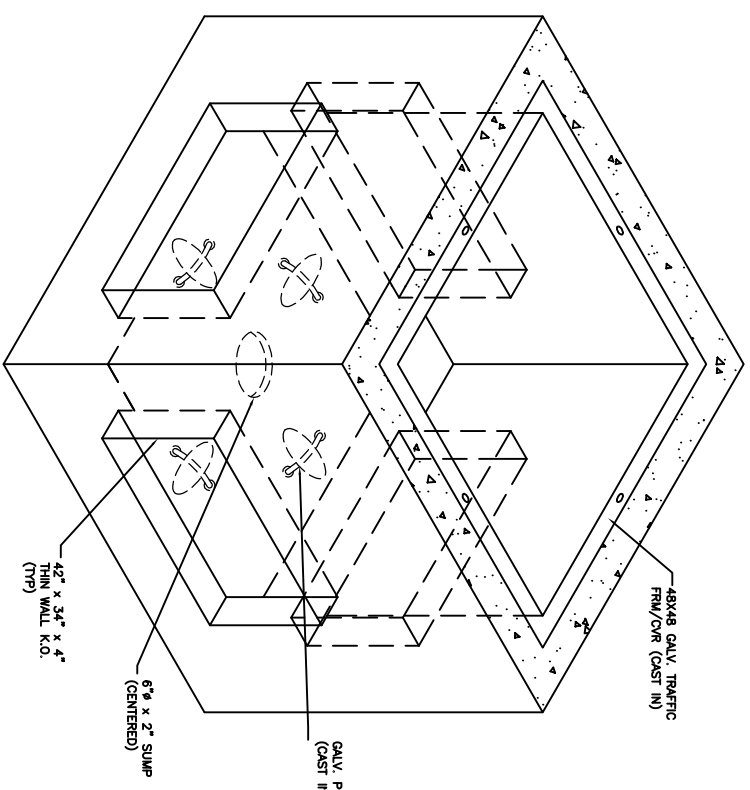 48X48 GALV. TRAFFIC
FRM/CVR (CAST IN)
GALV. P
(CAST I
6"ø x 2" SUMP
(CENTERED)
42" x 34" x 4"
THIN WALL K.O.
(TYP)